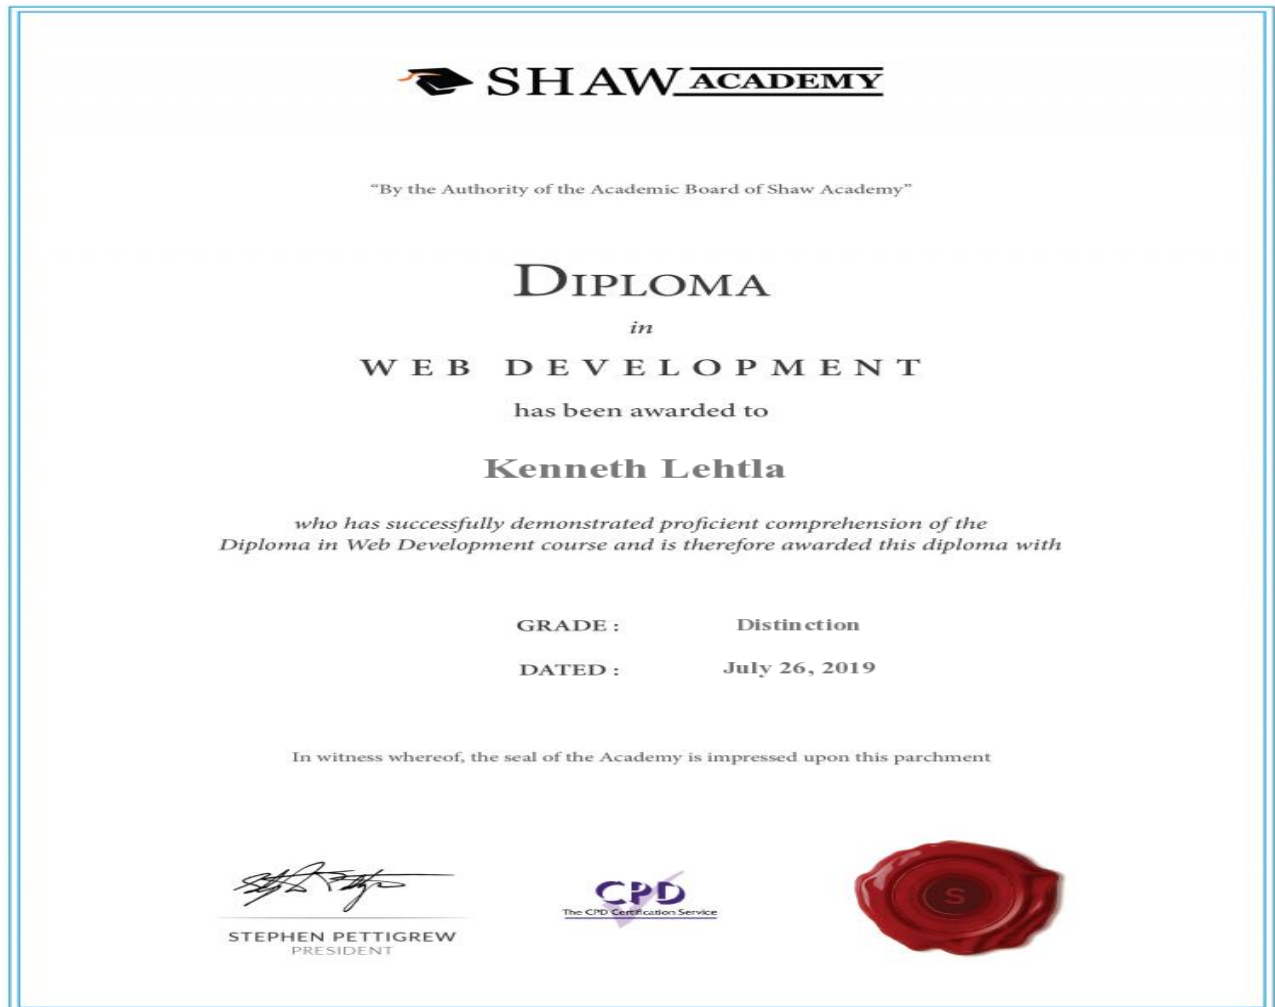 SHAW ACADEMY
“By the Authority of the Academic Board of Shaw Academy”
DIPLOMA
in
WEB DEVELOPMENT
has been awarded to
Kenneth Lehtla
who has successfully demonstrated proficient comprehension of the
Diploma in Web Development course and is therefore awarded this diploma with
GRADE : Distinction
DATED : July 26, 2019
In witness whereof, the seal of the Academy is impressed upon this parchment
CPD
The CPD Certification Service
S
STEPHEN PETTIGREW
PRESIDENT